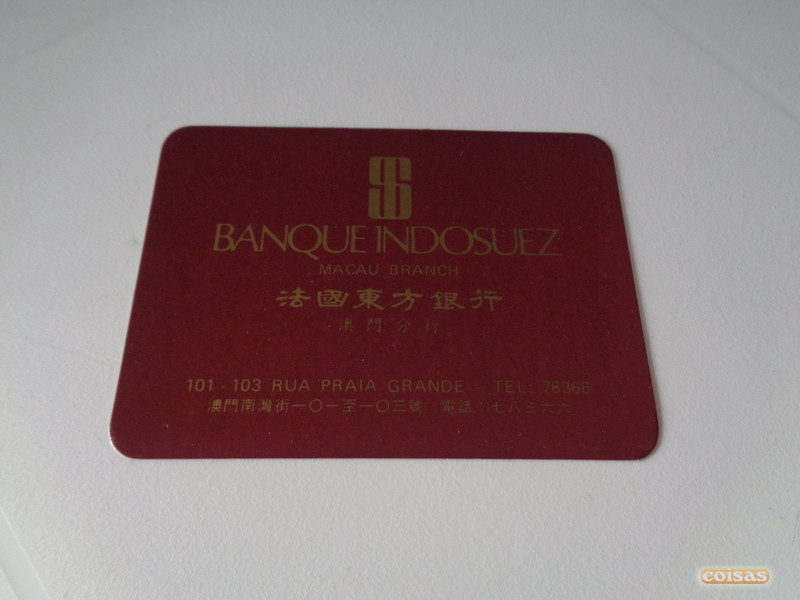 BANQUE INDOSUEZ
MACAU BRANCH
法國東方銀行
澳門分行
101 - 103 RUA PRAIA GRANDE - TEL: 78366
澳門南灣街一〇一至一〇三號 電話：七八三六六
coisas